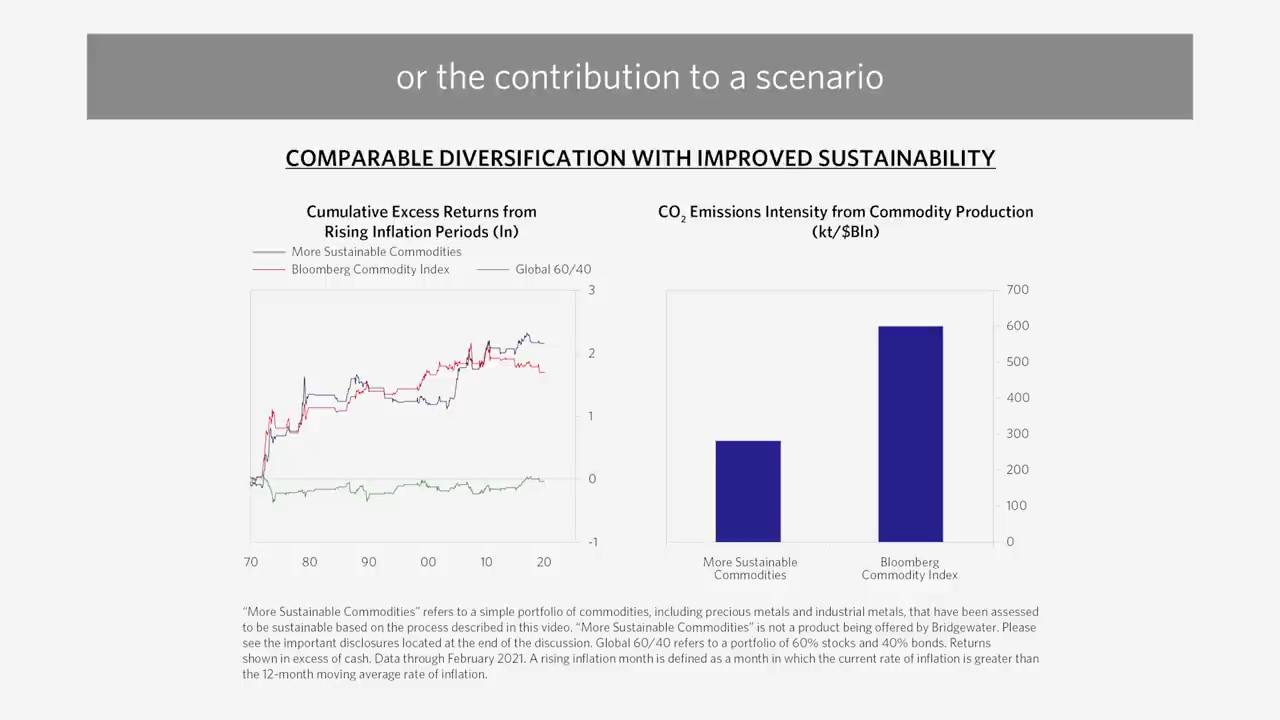 or the contribution to a scenario
COMPARABLE DIVERSIFICATION WITH IMPROVED SUSTAINABILITY
Cumulative Excess Returns from
Rising Inflation Periods (ln)
More Sustainable Commodities
Bloomberg Commodity Index
Global 60/40
3
2
1
0
-1
70
80
90
00
10
20
CO2 Emissions Intensity from Commodity Production
(kt/$Bln)
700
600
500
400
300
200
100
0
More Sustainable
Commodities
Bloomberg
Commodity Index
“More Sustainable Commodities” refers to a simple portfolio of commodities, including precious metals and industrial metals, that have been assessed
to be sustainable based on the process described in this video. “More Sustainable Commodities” is not a product being offered by Bridgewater. Please
see the important disclosures located at the end of the discussion. Global 60/40 refers to a portfolio of 60% stocks and 40% bonds. Returns
shown in excess of cash. Data through February 2021. A rising inflation month is defined as a month in which the current rate of inflation is greater than
the 12-month moving average rate of inflation.